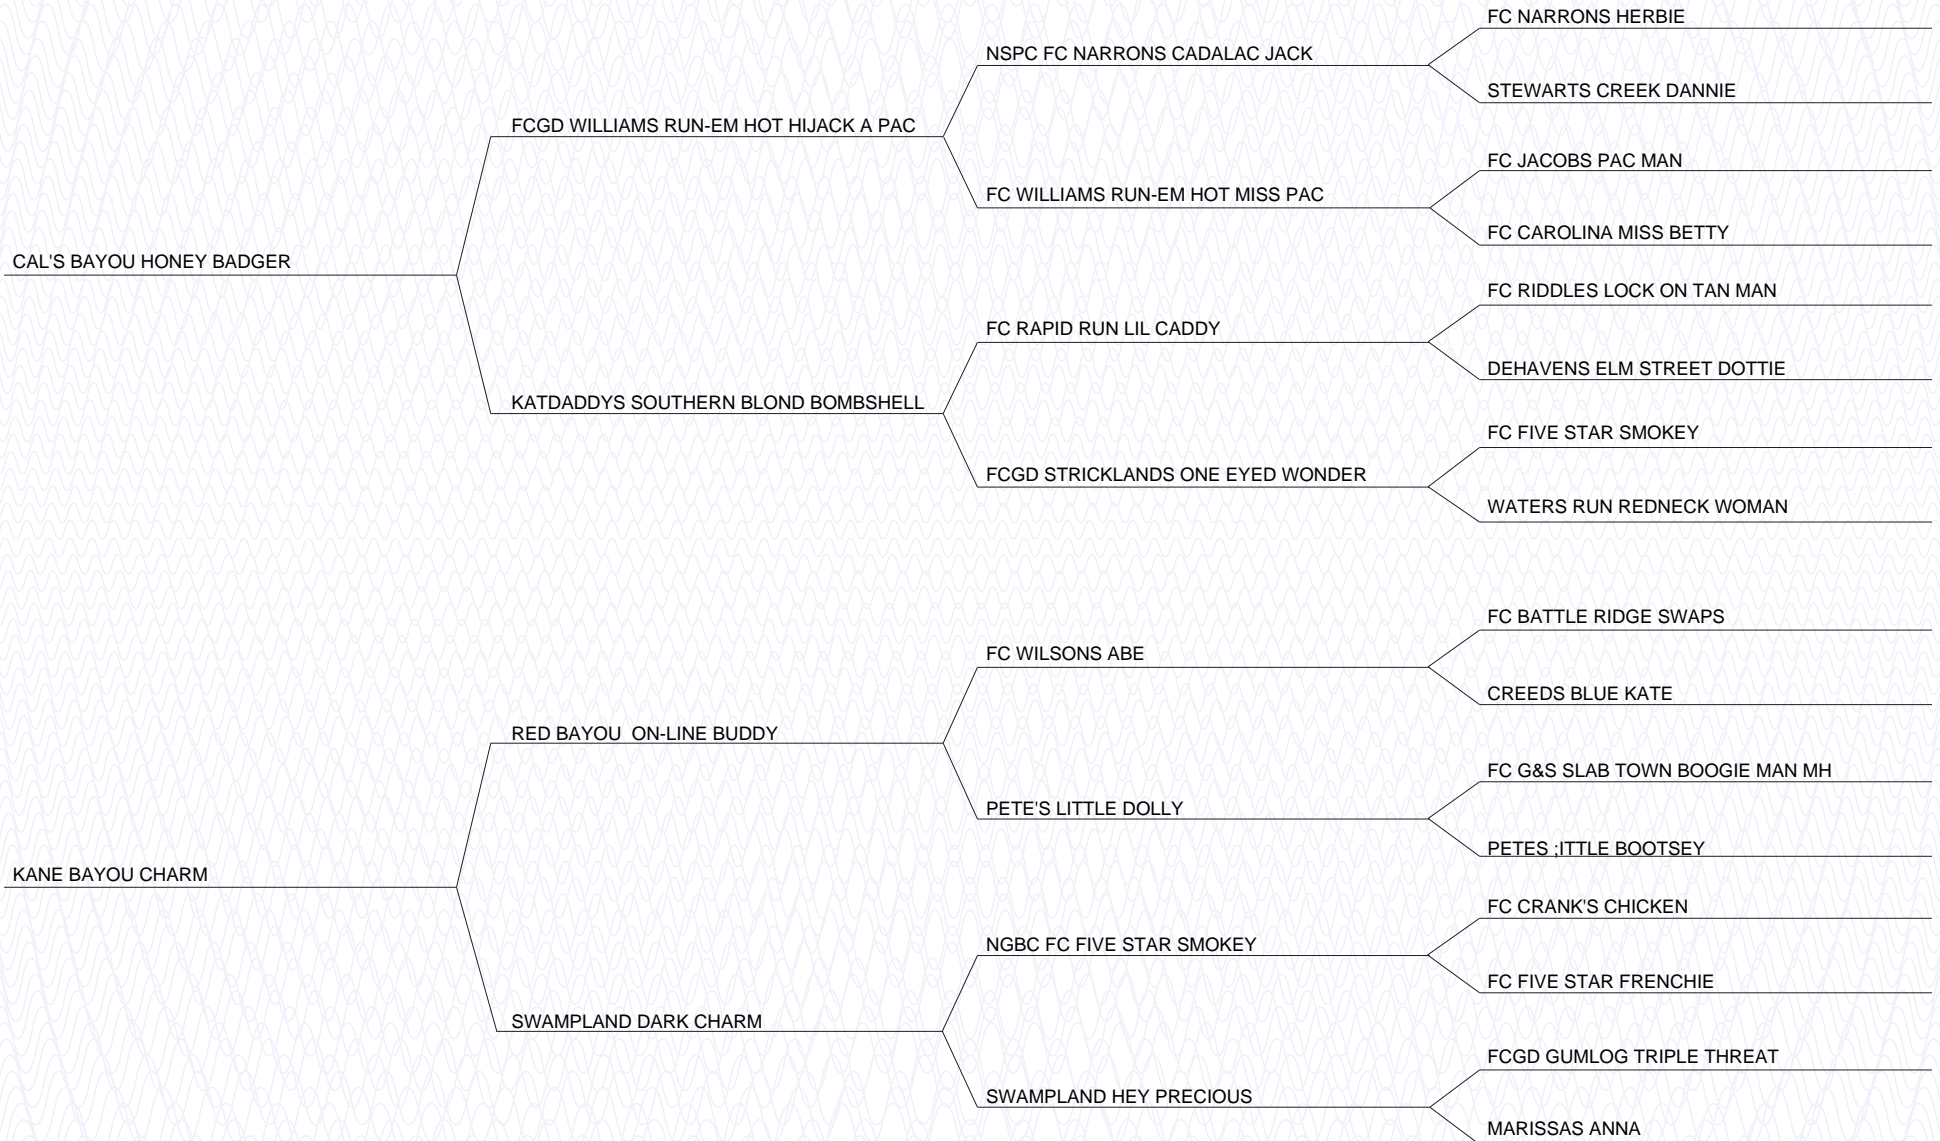 FC NARRONS HERBIE
NSPC FC NARRONS CADALAC JACK
STEWARTS CREEK DANNIE
FCGD WILLIAMS RUN-EM HOT HIJACK A PAC
FC JACOBS PAC MAN
FC WILLIAMS RUN-EM HOT MISS PAC
FC CAROLINA MISS BETTY
CAL'S BAYOU HONEY BADGER
FC RIDDLES LOCK ON TAN MAN
FC RAPID RUN LIL CADDY
DEHAVENS ELM STREET DOTTIE
KATDADDYS SOUTHERN BLOND BOMBSHELL
FC FIVE STAR SMOKEY
FCGD STRICKLANDS ONE EYED WONDER
WATERS RUN REDNECK WOMAN
FC BATTLE RIDGE SWAPS
FC WILSONS ABE
CREEDS BLUE KATE
RED BAYOU  ON-LINE BUDDY
FC G&S SLAB TOWN BOOGIE MAN MH
PETE'S LITTLE DOLLY
PETES ;ITTLE BOOTSEY
KANE BAYOU CHARM
FC CRANK'S CHICKEN
NGBC FC FIVE STAR SMOKEY
FC FIVE STAR FRENCHIE
SWAMPLAND DARK CHARM
FCGD GUMLOG TRIPLE THREAT
SWAMPLAND HEY PRECIOUS
MARISSAS ANNA